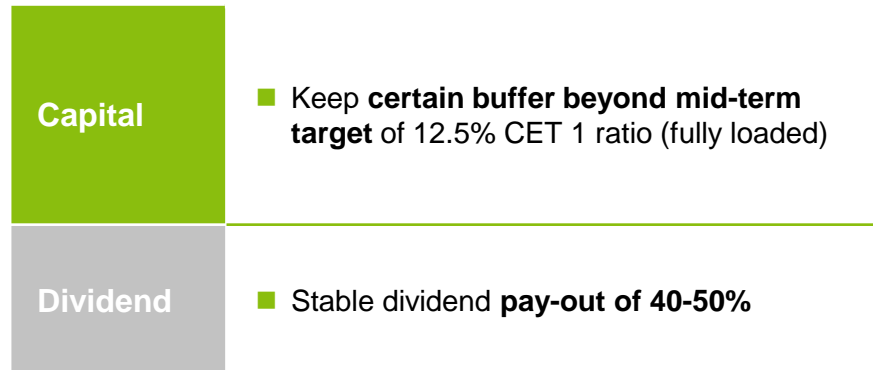 Capital
Keep certain buffer beyond mid-term
target of 12.5% CET 1 ratio (fully loaded)
Dividend
Stable dividend pay-out of 40-50%